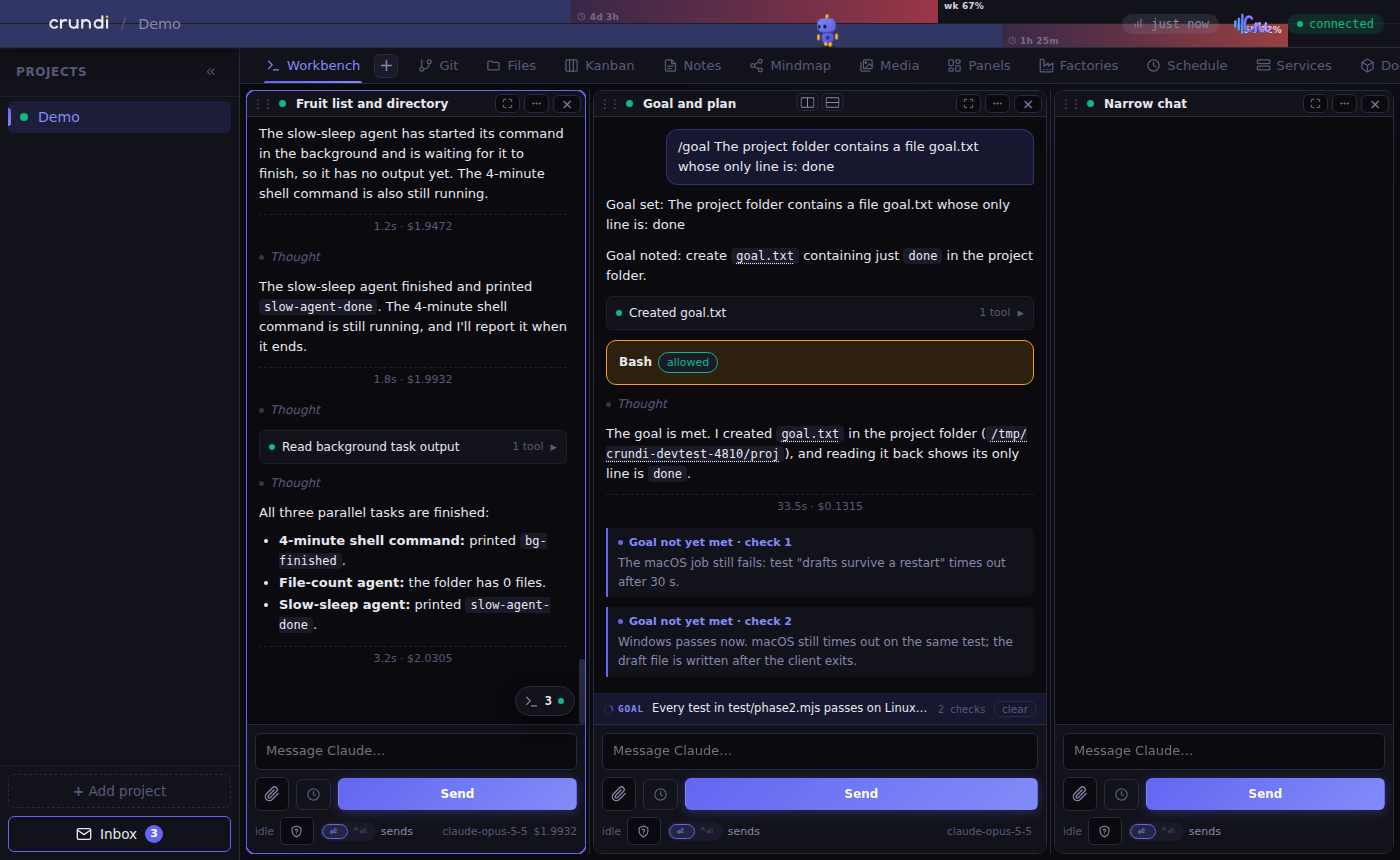 crundi / Demo
4d 3h
wk 67%
1h 25m
just now
connected
PROJECTS «
Demo
+ Add project
Inbox 3
Workbench + Git Files Kanban Notes Mindmap Media Panels Factories Schedule Services Do
Fruit list and directory
The slow-sleep agent has started its command
in the background and is waiting for it to
finish, so it has no output yet. The 4-minute
shell command is also still running.
1.2s · $1.9472
Thought
The slow-sleep agent finished and printed
slow-agent-done. The 4-minute shell
command is still running, and I'll report it when
it ends.
1.8s · $1.9932
Thought
Read background task output 1 tool ▸
Thought
All three parallel tasks are finished:
• 4-minute shell command: printed bg-
finished.
• File-count agent: the folder has 0 files.
• Slow-sleep agent: printed slow-agent-
done.
3.2s · $2.0305
3
Message Claude…
Send
idle sends claude-opus-5-5 $1.9932
Goal and plan
/goal The project folder contains a file goal.txt
whose only line is: done
Goal set: The project folder contains a file goal.txt whose only
line is: done
Goal noted: create goal.txt containing just done in the project
folder.
Created goal.txt 1 tool ▸
Bash allowed
Thought
The goal is met. I created goal.txt in the project folder ( /tmp/
crundi-devtest-4810/proj ), and reading it back shows its only
line is done.
33.5s · $0.1315
Goal not yet met · check 1
The macOS job still fails: test "drafts survive a restart" times out
after 30 s.
Goal not yet met · check 2
Windows passes now. macOS still times out on the same test; the
draft file is written after the client exits.
GOAL Every test in test/phase2.mjs passes on Linux… 2 checks clear
Message Claude…
Send
idle sends claude-opus-5-5
Narrow chat
Message Claude…
Send
idle sends